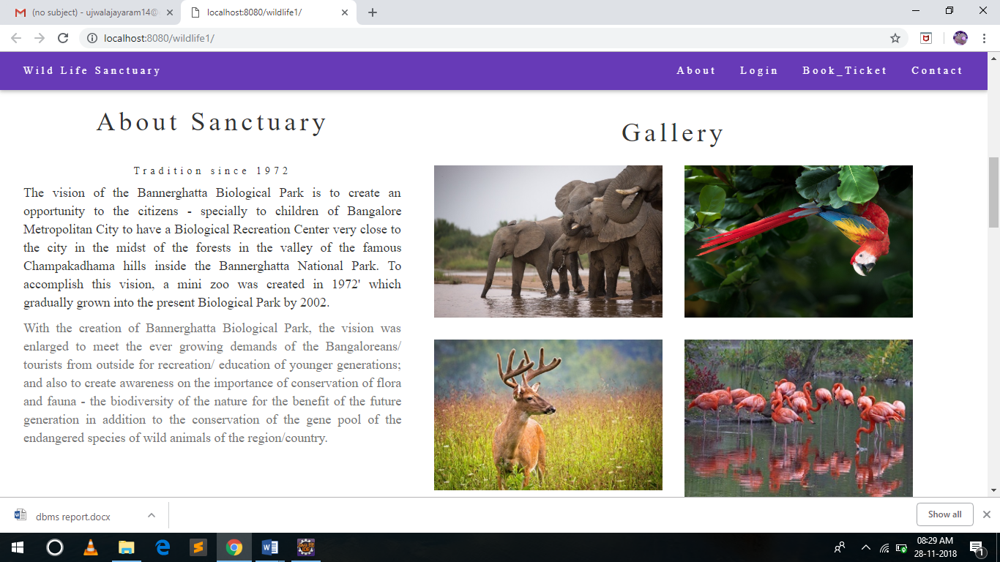 (no subject) - ujwalajayaram14@
localhost:8080/wildlife1/
localhost:8080/wildlife1/
Wild Life Sanctuary
About Login Book_Ticket Contact
About Sanctuary
Tradition since 1972
The vision of the Bannerghatta Biological Park is to create an
opportunity to the citizens - specially to children of Bangalore
Metropolitan City to have a Biological Recreation Center very close to
the city in the midst of the forests in the valley of the famous
Champakadhama hills inside the Bannerghatta National Park. To
accomplish this vision, a mini zoo was created in 1972' which
gradually grown into the present Biological Park by 2002.
With the creation of Bannerghatta Biological Park, the vision was
enlarged to meet the ever growing demands of the Bangaloreans/
tourists from outside for recreation/ education of younger generations;
and also to create awareness on the importance of conservation of flora
and fauna - the biodiversity of the nature for the benefit of the future
generation in addition to the conservation of the gene pool of the
endangered species of wild animals of the region/country.
Gallery
dbms report.docx
Show all
08:29 AM
28-11-2018
1